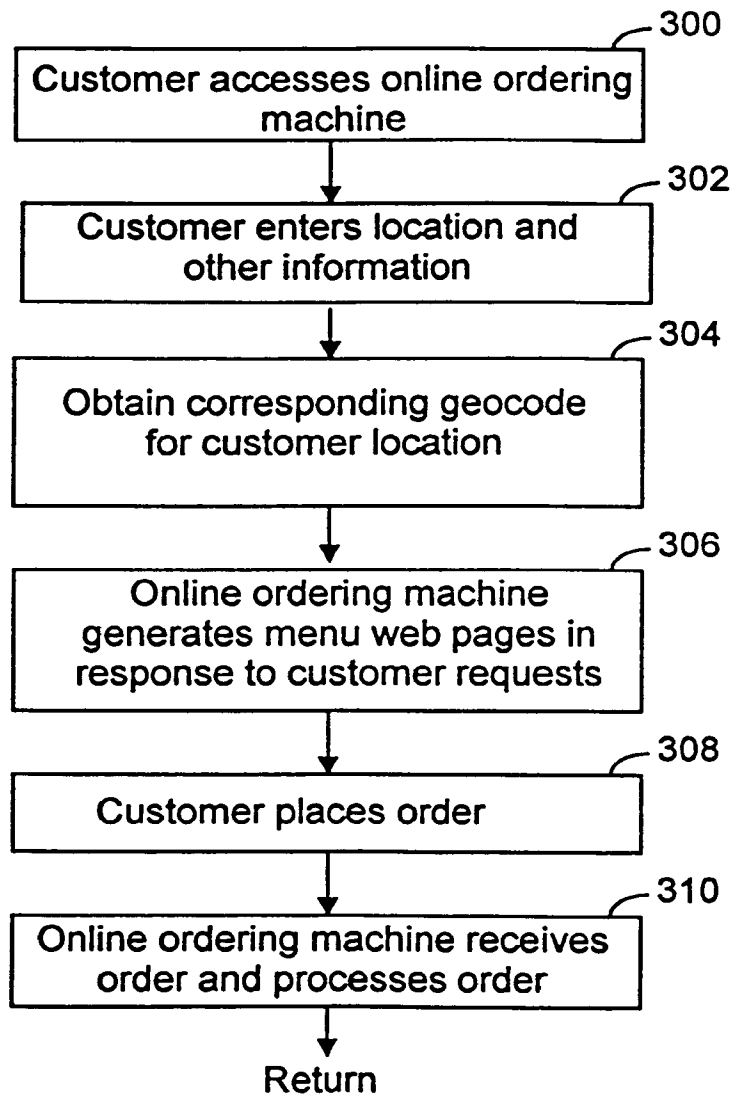 300
Customer accesses online ordering
machine
302
Customer enters location and
other information
304
Obtain corresponding geocode
for customer location
306
Online ordering machine
generates menu web pages in
response to customer requests
308
Customer places order
310
Online ordering machine receives
order and processes order
Return